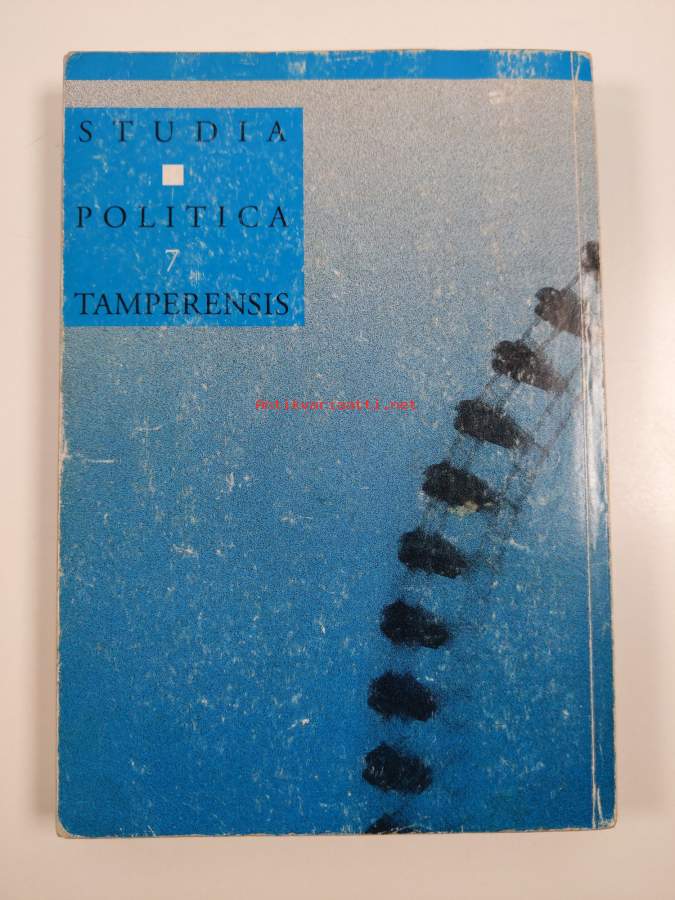 STUDIA
POLITICA
7
TAMPERENSIS
Antikvariaatti.net